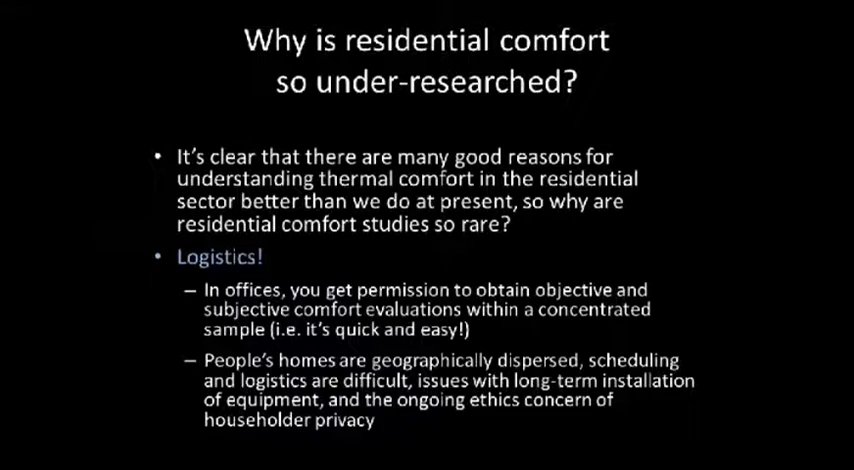 Why is residential comfort
so under-researched?
• It's clear that there are many good reasons for
understanding thermal comfort in the residential
sector better than we do at present, so why are
residential comfort studies so rare?
• Logistics!
– In offices, you get permission to obtain objective and
subjective comfort evaluations within a concentrated
sample (i.e. it's quick and easy!)
– People's homes are geographically dispersed, scheduling
and logistics are difficult, issues with long-term installation
of equipment, and the ongoing ethics concern of
householder privacy